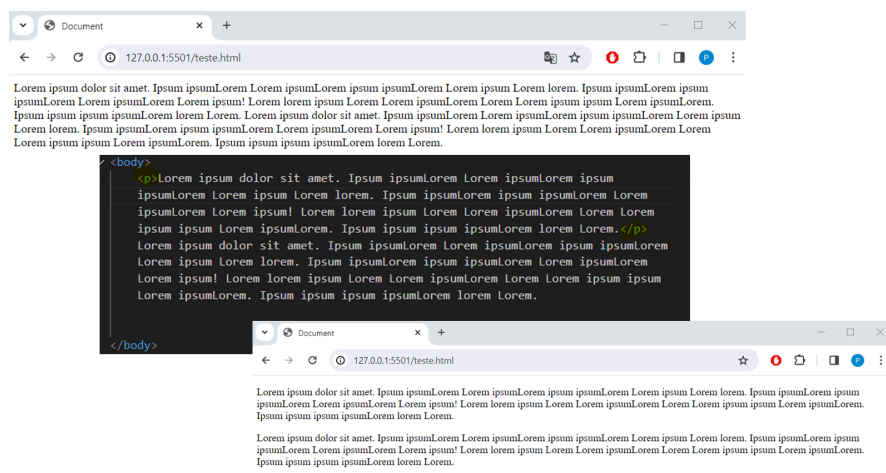 Document
127.0.0.1:5501/teste.html
P
Lorem ipsum dolor sit amet. Ipsum ipsumLorem Lorem ipsumLorem ipsum ipsumLorem Lorem ipsum Lorem lorem. Ipsum ipsumLorem ipsum
ipsumLorem Lorem ipsumLorem Lorem ipsum! Lorem lorem ipsum Lorem Lorem ipsumLorem Lorem Lorem ipsum ipsum Lorem ipsumLorem.
Ipsum ipsum ipsum ipsumLorem lorem Lorem. Lorem ipsum dolor sit amet. Ipsum ipsumLorem Lorem ipsumLorem ipsum ipsumLorem Lorem ipsum
Lorem lorem. Ipsum ipsumLorem ipsum ipsumLorem Lorem ipsumLorem Lorem ipsum! Lorem lorem ipsum Lorem Lorem ipsumLorem Lorem
Lorem ipsum ipsum Lorem ipsumLorem. Ipsum ipsum ipsum ipsumLorem lorem Lorem.
<body>
<p>Lorem ipsum dolor sit amet. Ipsum ipsumLorem Lorem ipsumLorem ipsum
ipsumLorem Lorem ipsum Lorem lorem. Ipsum ipsumLorem ipsum ipsumLorem Lorem
ipsumLorem Lorem ipsum! Lorem lorem ipsum Lorem Lorem ipsumLorem Lorem Lorem
ipsum ipsum Lorem ipsumLorem. Ipsum ipsum ipsum ipsumLorem lorem Lorem.</p>
Lorem ipsum dolor sit amet. Ipsum ipsumLorem Lorem ipsumLorem ipsum ipsumLorem
Lorem ipsum Lorem lorem. Ipsum ipsumLorem ipsum ipsumLorem Lorem ipsumLorem
Lorem ipsum! Lorem lorem ipsum Lorem Lorem ipsumLorem Lorem Lorem ipsum ipsum
Lorem ipsumLorem. Ipsum ipsum ipsum ipsumLorem lorem Lorem.
</body>
Document
127.0.0.1:5501/teste.html
P
Lorem ipsum dolor sit amet. Ipsum ipsumLorem Lorem ipsumLorem ipsum ipsumLorem Lorem ipsum Lorem lorem. Ipsum ipsumLorem ipsum
ipsumLorem Lorem ipsumLorem Lorem ipsum! Lorem lorem ipsum Lorem Lorem ipsumLorem Lorem Lorem ipsum ipsum Lorem ipsumLorem.
Ipsum ipsum ipsum ipsumLorem lorem Lorem.
Lorem ipsum dolor sit amet. Ipsum ipsumLorem Lorem ipsumLorem ipsum ipsumLorem Lorem ipsum Lorem lorem. Ipsum ipsumLorem ipsum
ipsumLorem Lorem ipsumLorem Lorem ipsum! Lorem lorem ipsum Lorem Lorem ipsumLorem Lorem Lorem ipsum ipsum Lorem ipsumLorem.
Ipsum ipsum ipsum ipsumLorem lorem Lorem.